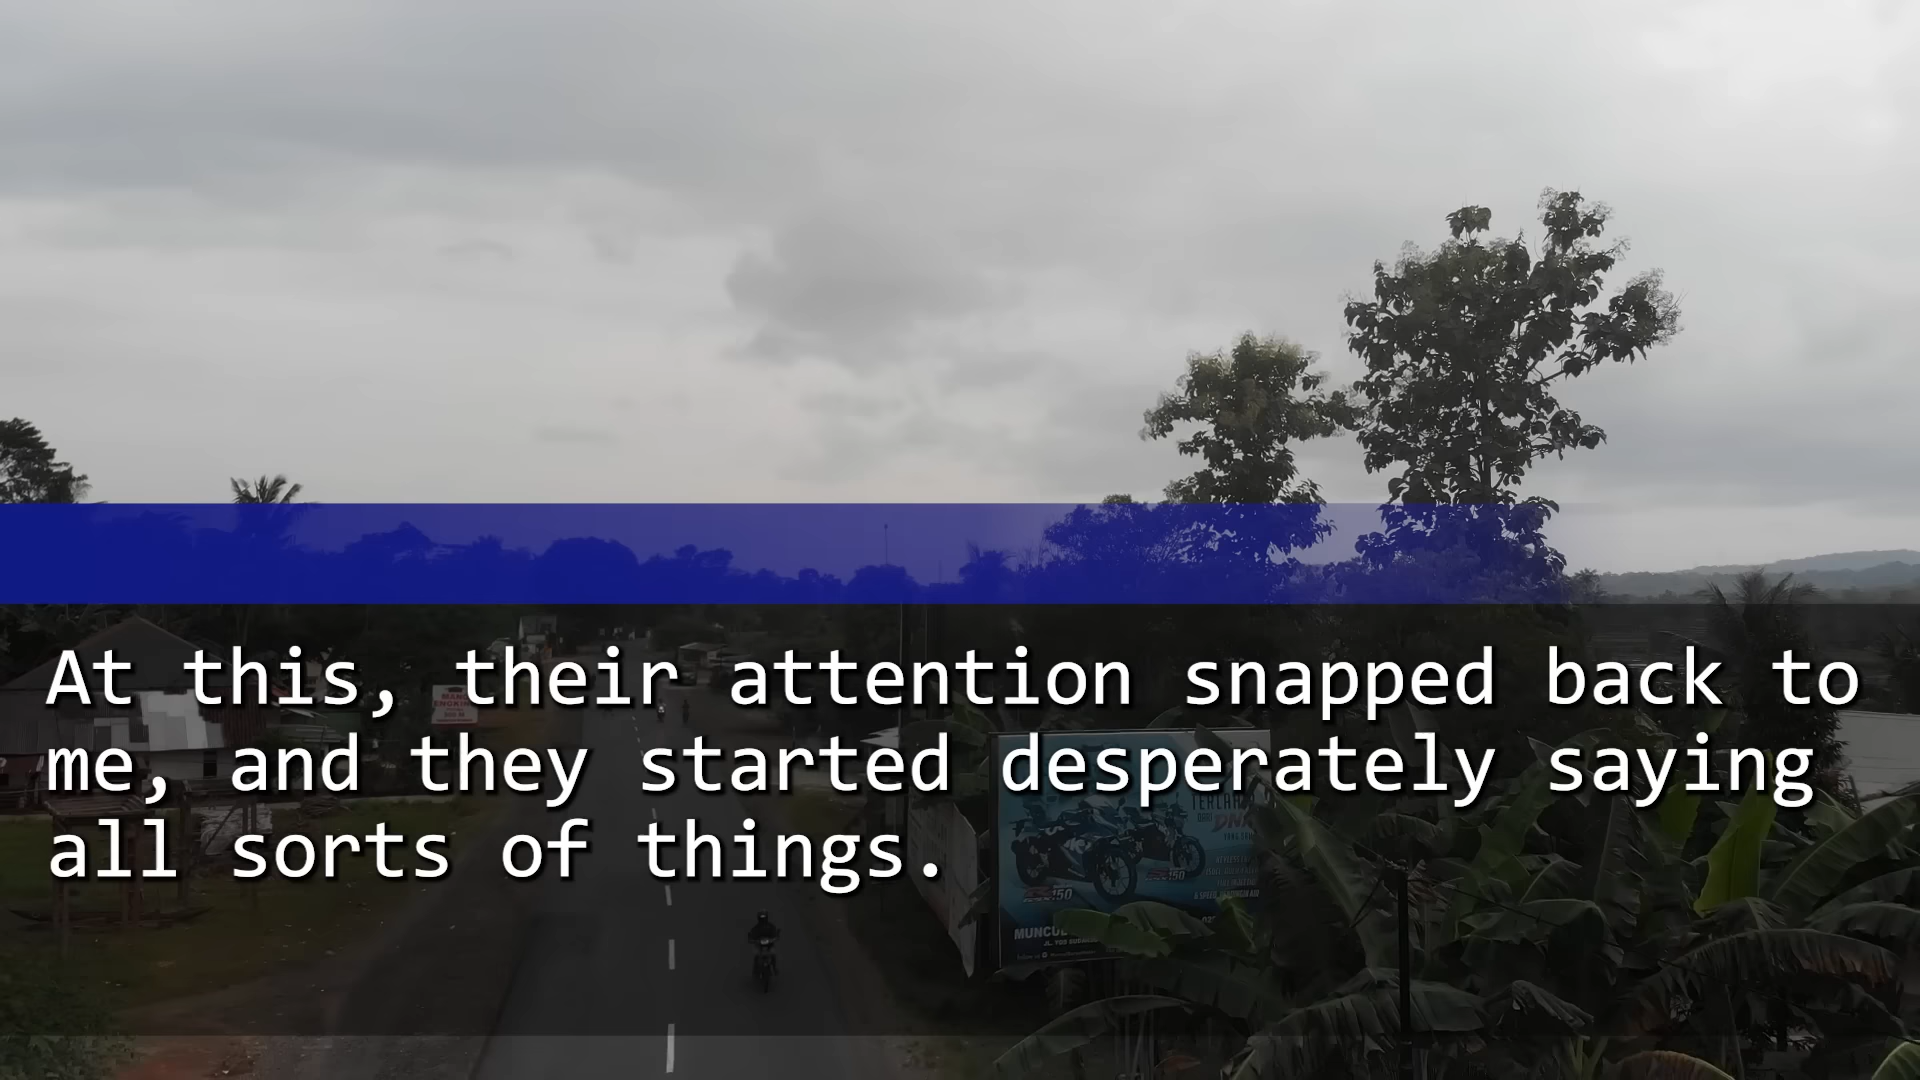 At this, their attention snapped back to
me, and they started desperately saying
all sorts of things.